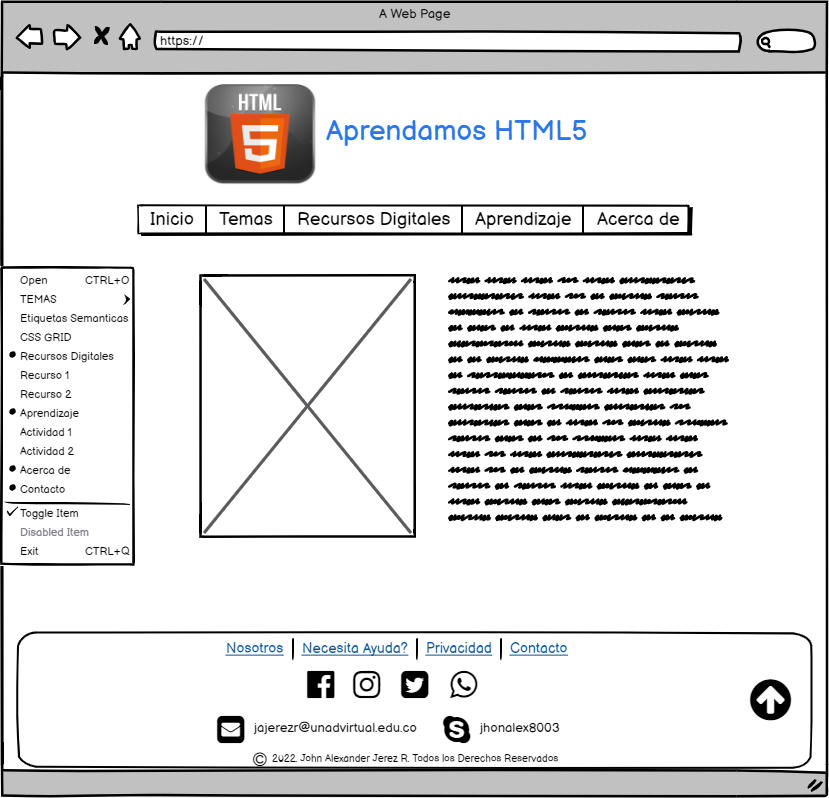 A Web Page
https://
HTML
5
Aprendamos HTML5
Inicio Temas Recursos Digitales Aprendizaje Acerca de
Open CTRL+O
TEMAS
Etiquetas Semanticas
CSS GRID
Recursos Digitales
Recurso 1
Recurso 2
Aprendizaje
Actividad 1
Actividad 2
Acerca de
Contacto
Toggle Item
Disabled Item
Exit CTRL+Q
Nosotros Necesita Ayuda? Privacidad Contacto
jajerezr@unadvirtual.edu.co jhonalex8003
© 2022. John Alexander Jerez R. Todos los Derechos Reservados